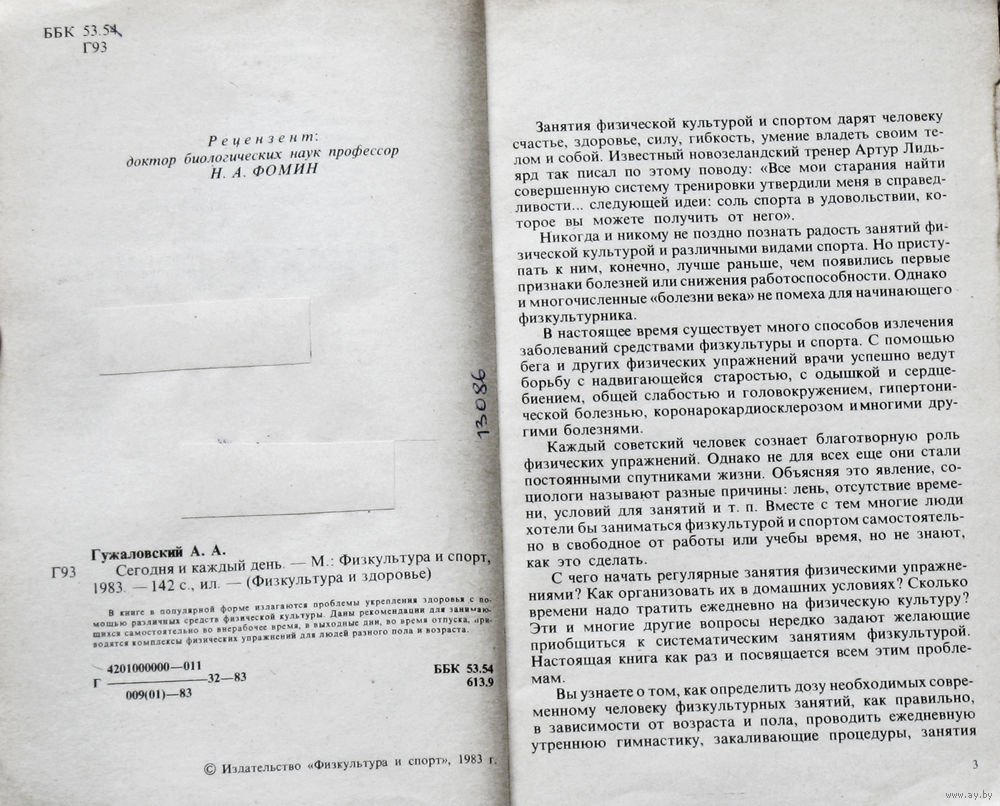 ББК 53.54
Г93
Рецензент:
доктор биологических наук профессор
Н. А. ФОМИН
13086
Гужаловский А. А.
Г93 Сегодня и каждый день. — М.: Физкультура и спорт,
1983. — 142 с., ил. — (Физкультура и здоровье)
В книге в популярной форме излагаются проблемы укрепления здоровья с по-
мощью различных средств физической культуры. Даны рекомендации для занимаю-
щихся самостоятельно во внерабочее время, в выходные дни, во время отпуска, при-
водятся комплексы физических упражнений для людей разного пола и возраста.
4201000000—011
Г 32—83
009(01)—83
ББК 53.54
613.9
© Издательство «Физкультура и спорт», 1983 г.
Занятия физической культурой и спортом дарят человеку
счастье, здоровье, силу, гибкость, умение владеть своим те-
лом и собой. Известный новозеландский тренер Артур Лидь-
ярд так писал по этому поводу: «Все мои старания найти
совершенную систему тренировки утвердили меня в справед-
ливости... следующей идеи: соль спорта в удовольствии, ко-
торое вы можете получить от него».
Никогда и никому не поздно познать радость занятий фи-
зической культурой и различными видами спорта. Но присту-
пать к ним, конечно, лучше раньше, чем появились первые
признаки болезней или снижения работоспособности. Однако
и многочисленные «болезни века» не помеха для начинающего
физкультурника.
В настоящее время существует много способов излечения
заболеваний средствами физкультуры и спорта. С помощью
бега и других физических упражнений врачи успешно ведут
борьбу с надвигающейся старостью, с одышкой и сердце-
биением, общей слабостью и головокружением, гипертони-
ческой болезнью, коронарокардиосклерозом и многими дру-
гими болезнями.
Каждый советский человек сознает благотворную роль
физических упражнений. Однако не для всех еще они стали
постоянными спутниками жизни. Объясняя это явление, со-
циологи называют разные причины: лень, отсутствие време-
ни, условий для занятий и т. п. Вместе с тем многие люди
хотели бы заниматься физкультурой и спортом самостоятель-
но в свободное от работы или учебы время, но не знают,
как это сделать.
С чего начать регулярные занятия физическими упражне-
ниями? Как организовать их в домашних условиях? Сколько
времени надо тратить ежедневно на физическую культуру?
Эти и многие другие вопросы нередко задают желающие
приобщиться к систематическим занятиям физкультурой.
Настоящая книга как раз и посвящается всем этим пробле-
мам.
Вы узнаете о том, как определить дозу необходимых совре-
менному человеку физкультурных занятий, как правильно,
в зависимости от возраста и пола, проводить ежедневную
утреннюю гимнастику, закаливающие процедуры, занятия
3
www.ay.by